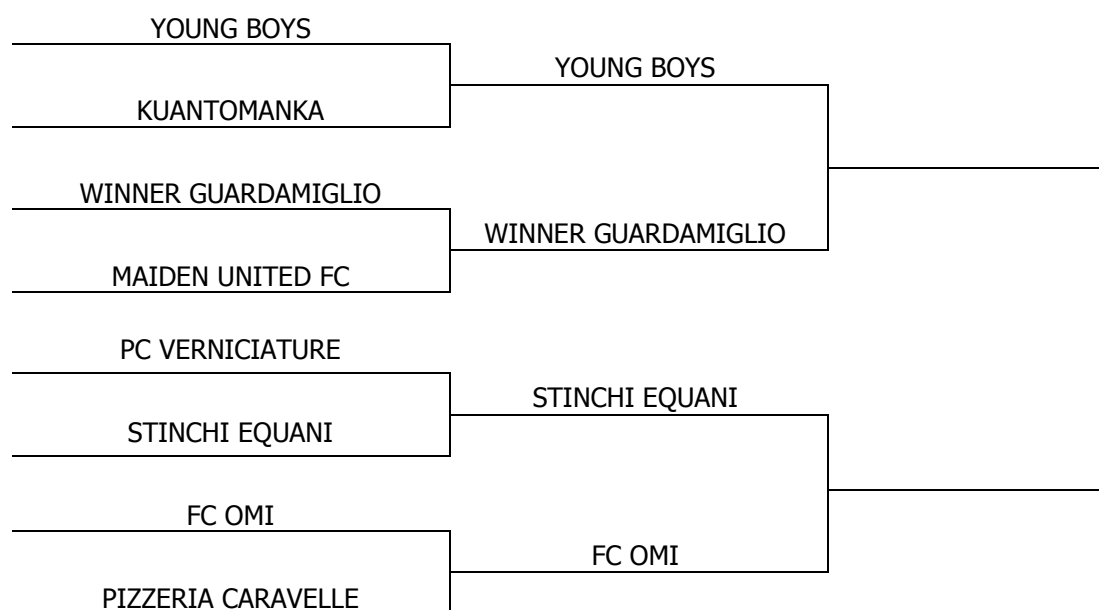 YOUNG BOYS
KUANTOMANKA
WINNER GUARDAMIGLIO
MAIDEN UNITED FC
PC VERNICIATURE
STINCHI EQUANI
FC OMI
PIZZERIA CARAVELLE
YOUNG BOYS
WINNER GUARDAMIGLIO
STINCHI EQUANI
FC OMI